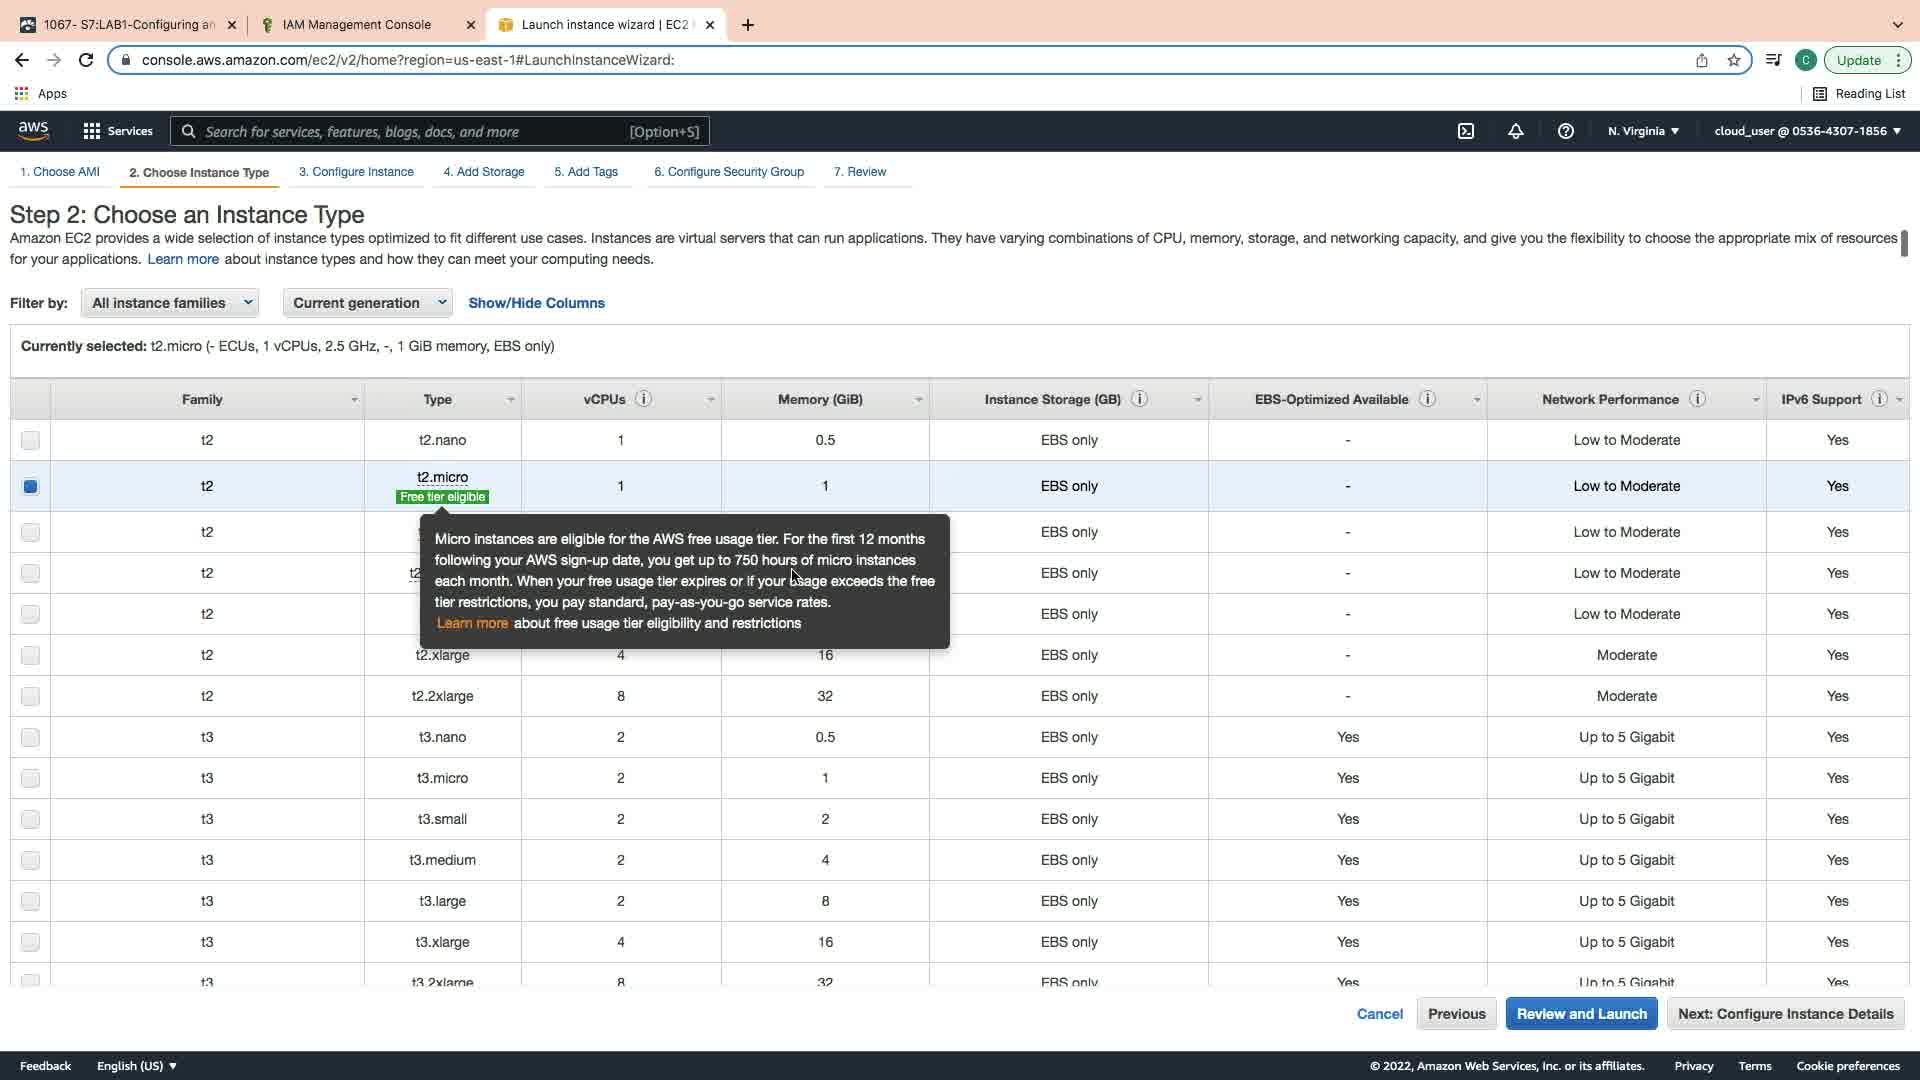 1067- S7:LAB1-Configuring an
IAM Management Console
Launch instance wizard | EC2
console.aws.amazon.com/ec2/v2/home?region=us-east-1#LaunchInstanceWizard:
C
Update
Apps
Reading List
aws
Services
Search for services, features, blogs, docs, and more
[Option+S]
N. Virginia
cloud_user @ 0536-4307-1856
1. Choose AMI
2. Choose Instance Type
3. Configure Instance
4. Add Storage
5. Add Tags
6. Configure Security Group
7. Review
Step 2: Choose an Instance Type
Amazon EC2 provides a wide selection of instance types optimized to fit different use cases. Instances are virtual servers that can run applications. They have varying combinations of CPU, memory, storage, and networking capacity, and give you the flexibility to choose the appropriate mix of resources
for your applications. Learn more about instance types and how they can meet your computing needs.
Filter by:
All instance families
Current generation
Show/Hide Columns
Currently selected: t2.micro (- ECUs, 1 vCPUs, 2.5 GHz, -, 1 GiB memory, EBS only)
Family Type vCPUs Memory (GiB) Instance Storage (GB) EBS-Optimized Available Network Performance IPv6 Support
t2 t2.nano 1 0.5 EBS only - Low to Moderate Yes
t2 t2.micro 1 1 EBS only - Low to Moderate Yes
Free tier eligible
t2 EBS only - Low to Moderate Yes
t2 t2 EBS only - Low to Moderate Yes
t2 EBS only - Low to Moderate Yes
Micro instances are eligible for the AWS free usage tier. For the first 12 months
following your AWS sign-up date, you get up to 750 hours of micro instances
each month. When your free usage tier expires or if your usage exceeds the free
tier restrictions, you pay standard, pay-as-you-go service rates.
Learn more about free usage tier eligibility and restrictions
t2 t2.xlarge 4 16 EBS only - Moderate Yes
t2 t2.2xlarge 8 32 EBS only - Moderate Yes
t3 t3.nano 2 0.5 EBS only Yes Up to 5 Gigabit Yes
t3 t3.micro 2 1 EBS only Yes Up to 5 Gigabit Yes
t3 t3.small 2 2 EBS only Yes Up to 5 Gigabit Yes
t3 t3.medium 2 4 EBS only Yes Up to 5 Gigabit Yes
t3 t3.large 2 8 EBS only Yes Up to 5 Gigabit Yes
t3 t3.xlarge 4 16 EBS only Yes Up to 5 Gigabit Yes
t3 t3.2xlarge 8 32 EBS only Yes Up to 5 Gigabit Yes
Cancel
Previous
Review and Launch
Next: Configure Instance Details
Feedback
English (US)
© 2022, Amazon Web Services, Inc. or its affiliates.
Privacy
Terms
Cookie preferences